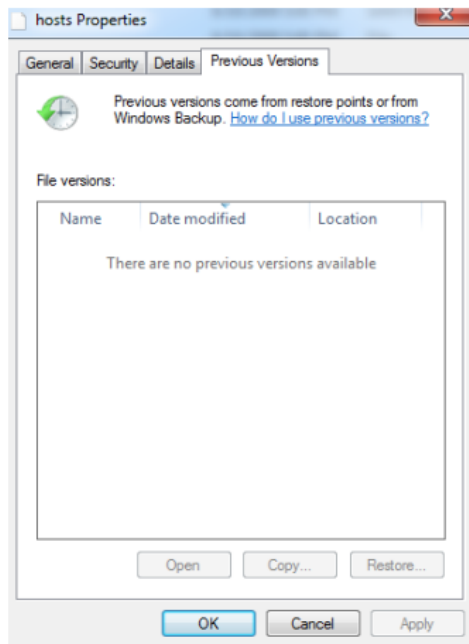 hosts Properties
General Security Details Previous Versions
Previous versions come from restore points or from
Windows Backup. How do I use previous versions?
File versions:
Name Date modified Location
There are no previous versions available
Open Copy... Restore...
OK Cancel Apply